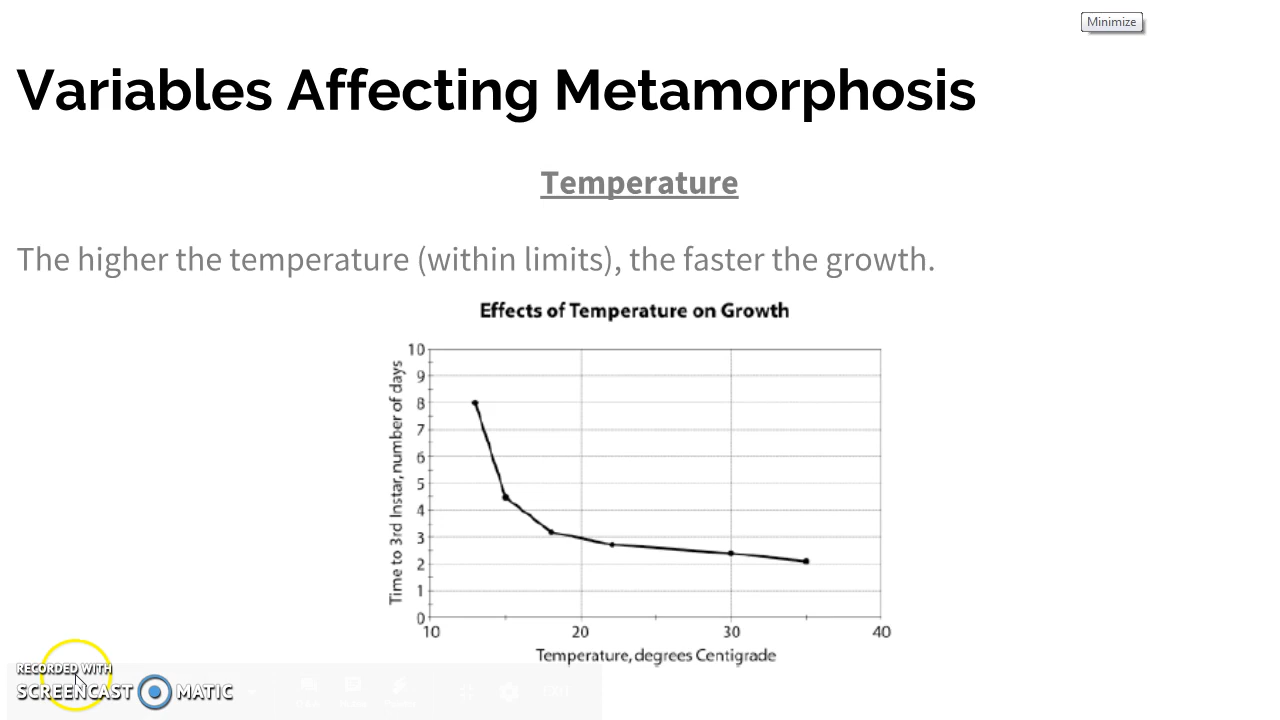 Minimize
Variables Affecting Metamorphosis
Temperature
The higher the temperature (within limits), the faster the growth.
Effects of Temperature on Growth
Time to 3rd Instar, number of days
10
9
8
7
6
5
4
3
2
1
0
10 20 30 40
Temperature, degrees Centigrade
RECORDED WITH
SCREENCAST MATIC
EXIT